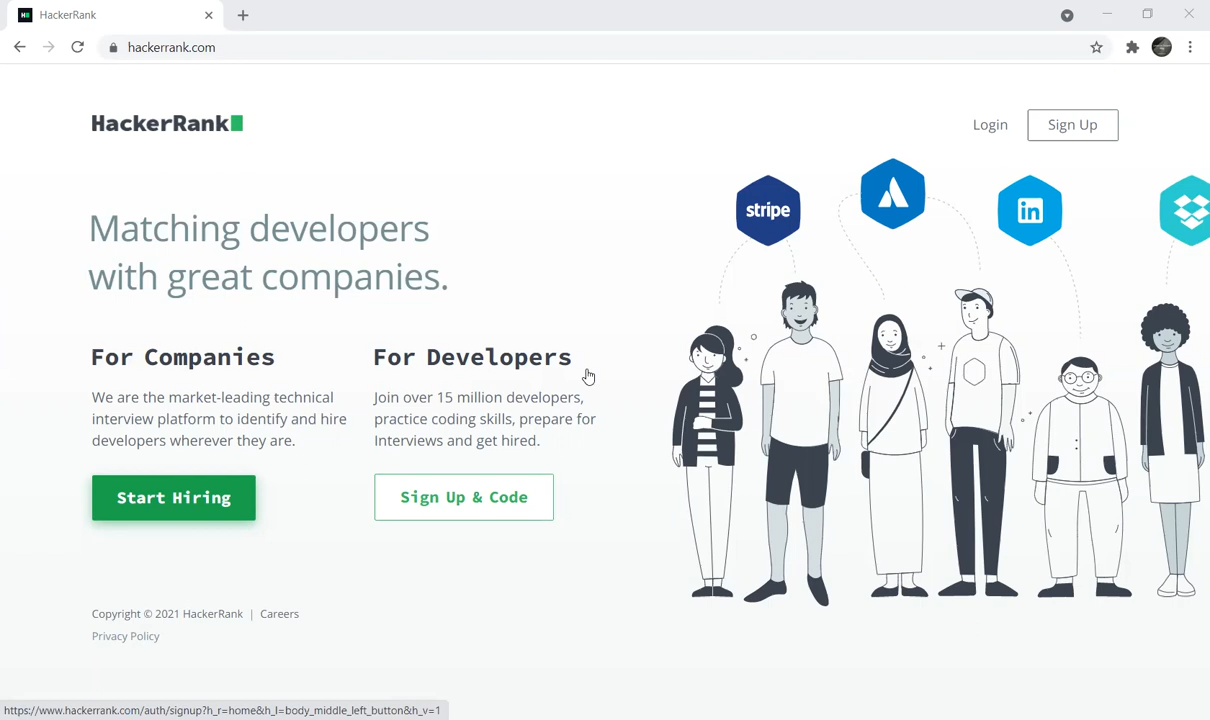 HackerRank
hackerrank.com
HackerRank
Login
Sign Up
stripe
in
Matching developers
with great companies.
For Companies
We are the market-leading technical
interview platform to identify and hire
developers wherever they are.
Start Hiring
For Developers
Join over 15 million developers,
practice coding skills, prepare for
Interviews and get hired.
Sign Up & Code
Copyright © 2021 HackerRank | Careers
Privacy Policy
https://www.hackerrank.com/auth/signup?h_r=home&h_l=body_middle_left_button&h_v=1